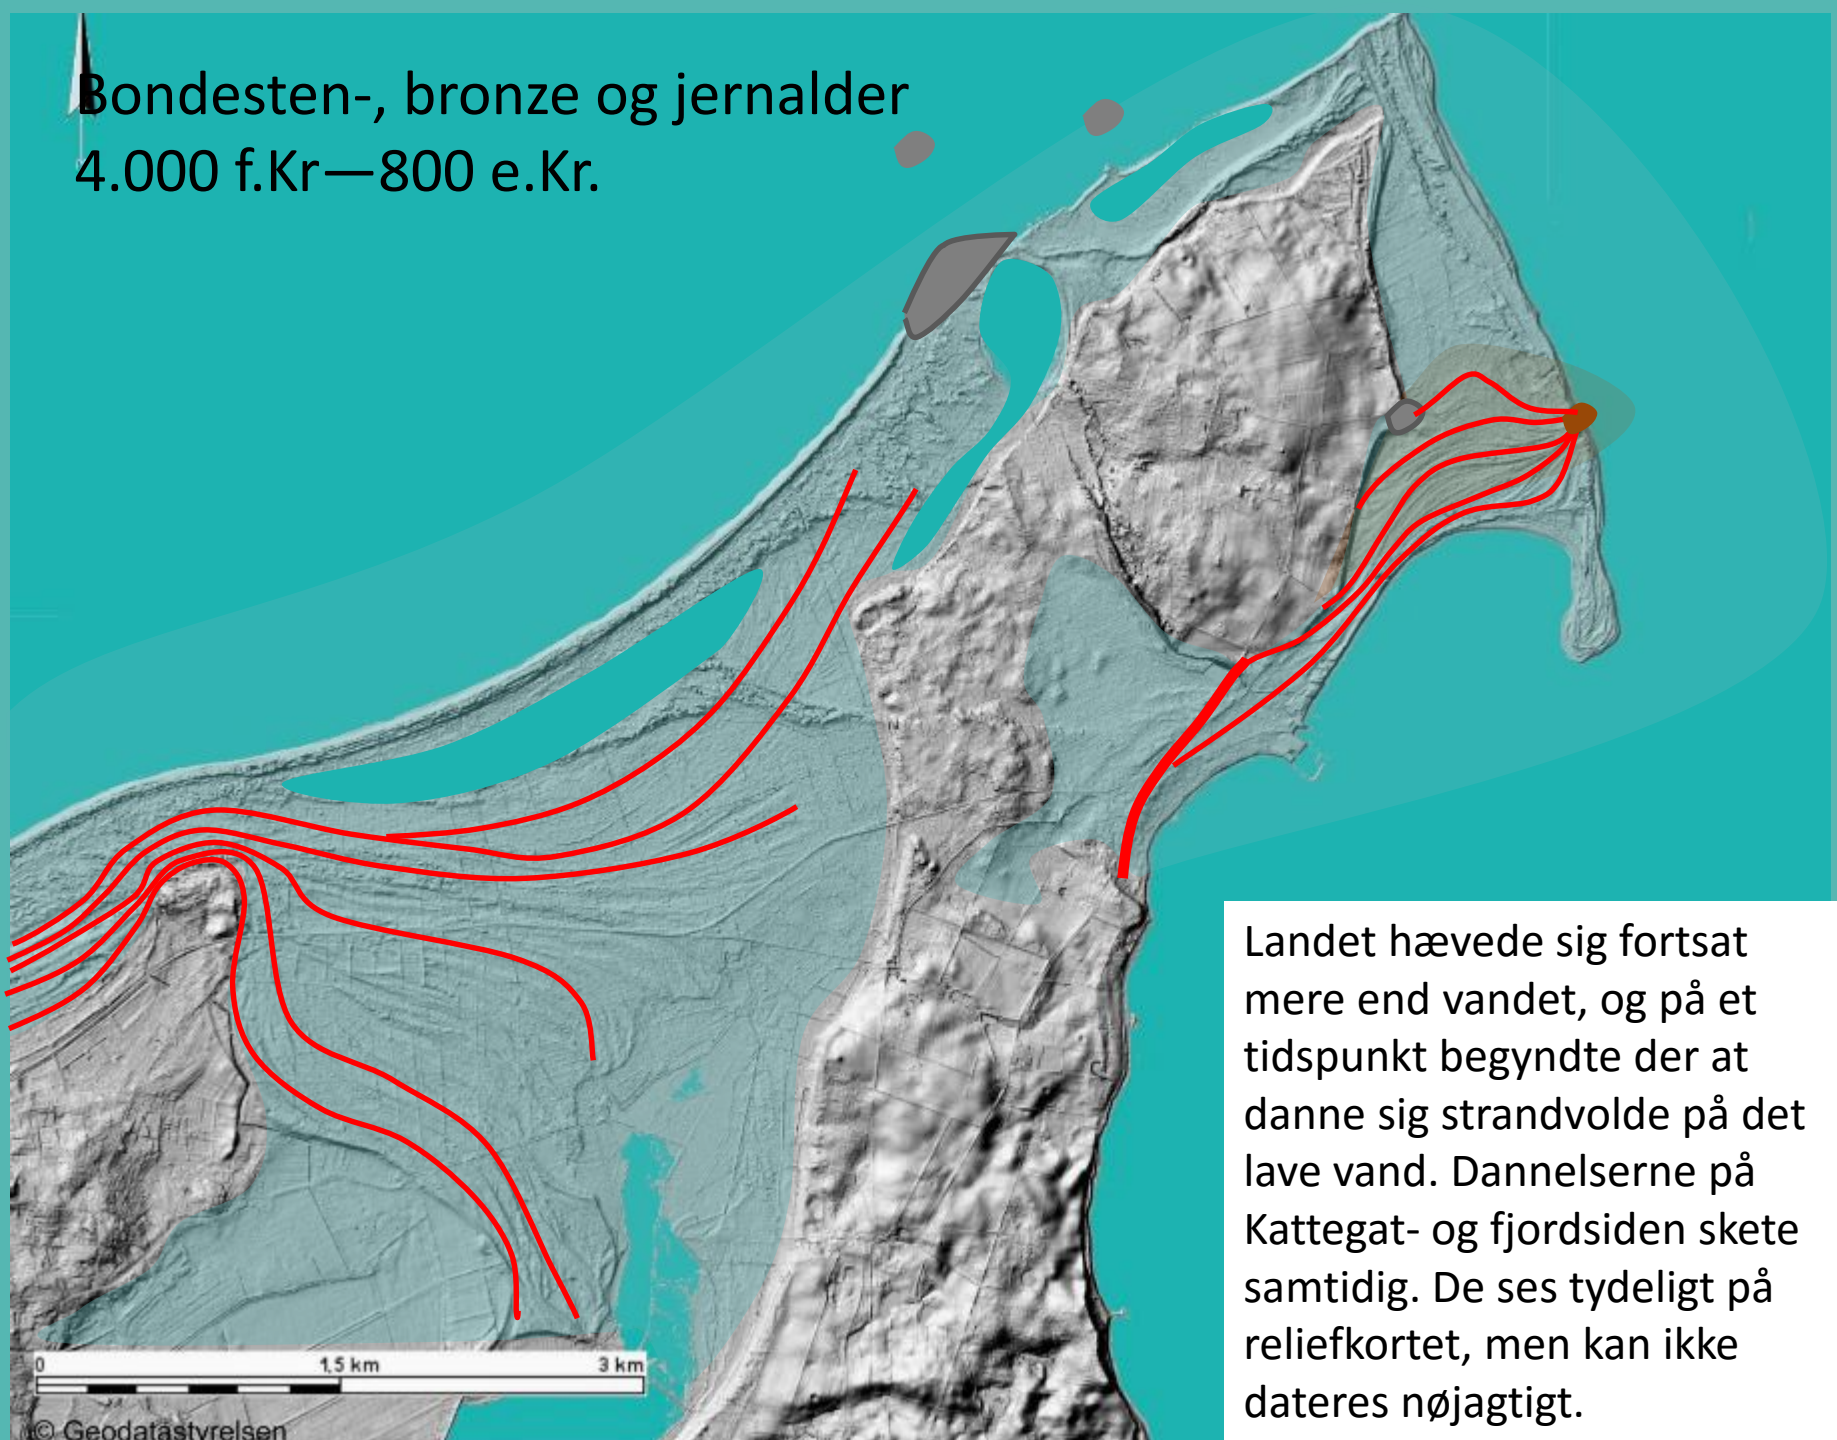 Bondesten-, bronze og jernalder
4.000 f.Kr—800 e.Kr.
Landet hævede sig fortsat
mere end vandet, og på et
tidspunkt begyndte der at
danne sig strandvolde på det
lave vand. Dannelserne på
Kattegat- og fjordsiden skete
samtidig. De ses tydeligt på
reliefkortet, men kan ikke
dateres nøjagtigt.
0 1,5 km 3 km
© Geodatastyrelsen